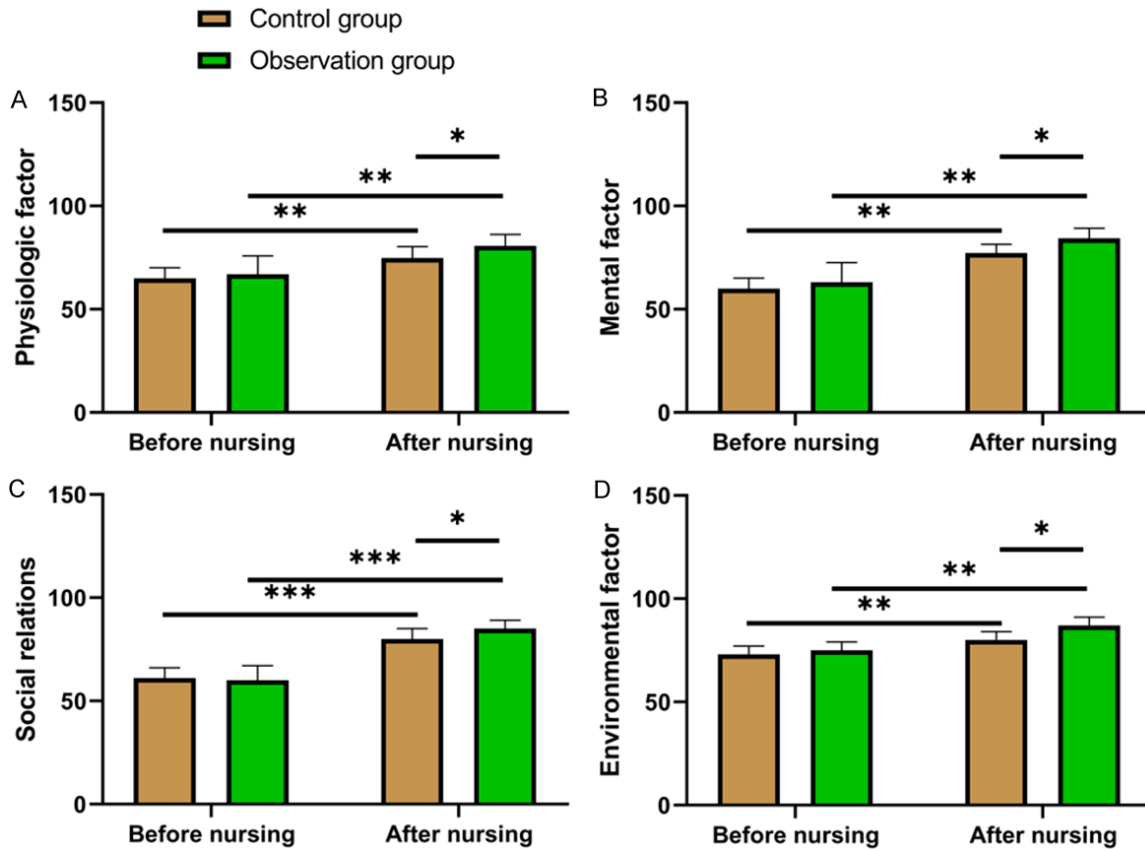 Control group
Observation group
A
Physiologic factor
150
100
50
0
*
**
**
Before nursing
After nursing
B
Mental factor
150
100
50
0
*
**
**
Before nursing
After nursing
C
Social relations
150
100
50
0
*
***
***
Before nursing
After nursing
D
Environmental factor
150
100
50
0
*
**
**
Before nursing
After nursing